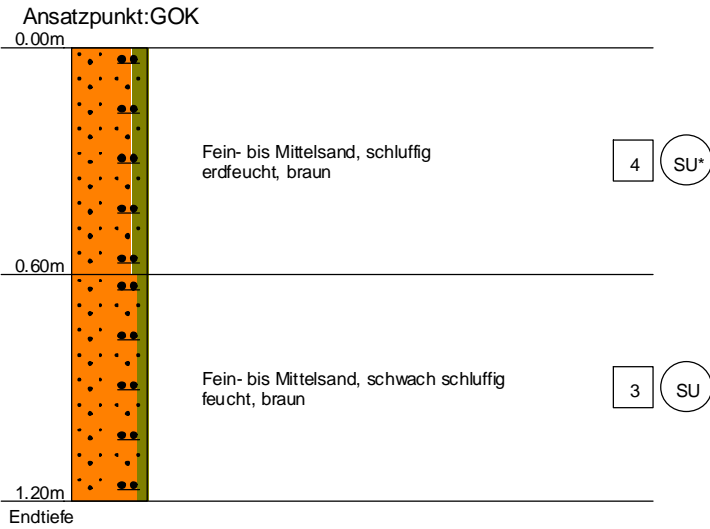 Ansatzpunkt:GOK
0.00m
Fein- bis Mittelsand, schluffig
erdfeucht, braun
4 SU*
0.60m
Fein- bis Mittelsand, schwach schluffig
feucht, braun
3 SU
1.20m
Endtiefe